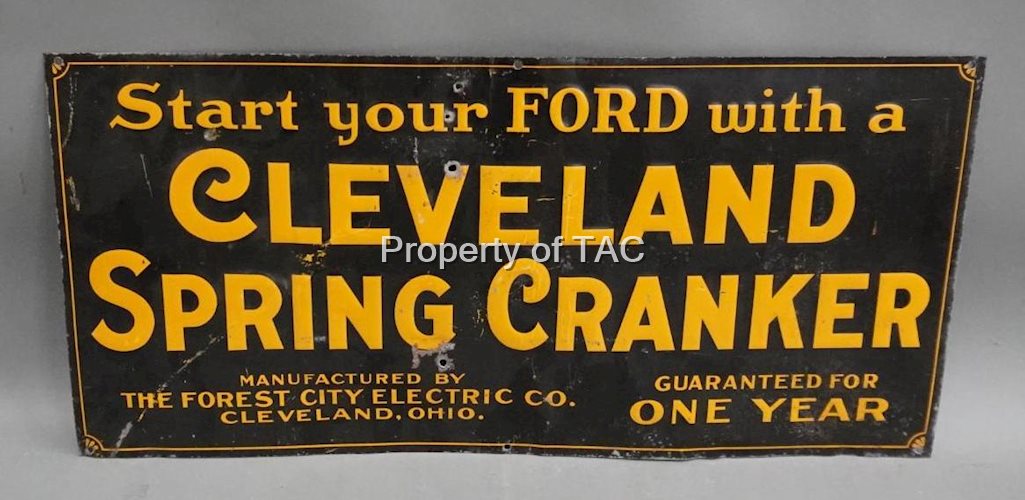 Start your FORD with a
CLEVELAND
Property of TAC
SPRING CRANKER
MANUFACTURED BY
THE FOREST CITY ELECTRIC CO.
CLEVELAND, OHIO.
GUARANTEED FOR
ONE YEAR